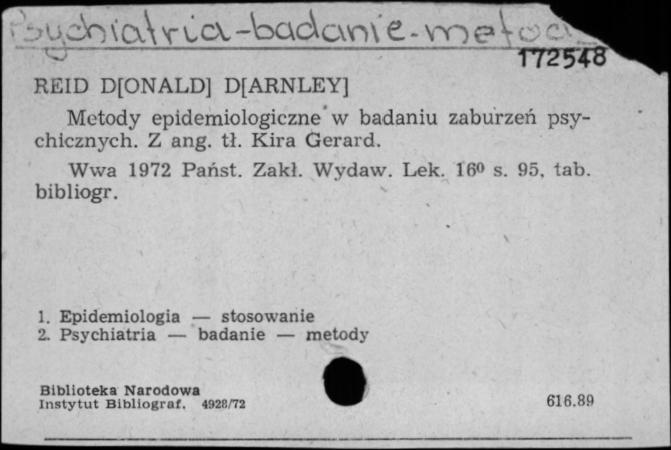 Psychiatria-badanie-metod
172548
REID D[ONALD] D[ARNLEY]
Metody epidemiologiczne w badaniu zaburzeń psy-
chicznych. Z ang. tł. Kira Gerard.
Wwa 1972 Państ. Zakł. Wydaw. Lek. 16⁰ s. 95, tab.
bibliogr.
1. Epidemiologia — stosowanie
2. Psychiatria — badanie — metody
Biblioteka Narodowa
Instytut Bibliograf. 4928/72
616.89